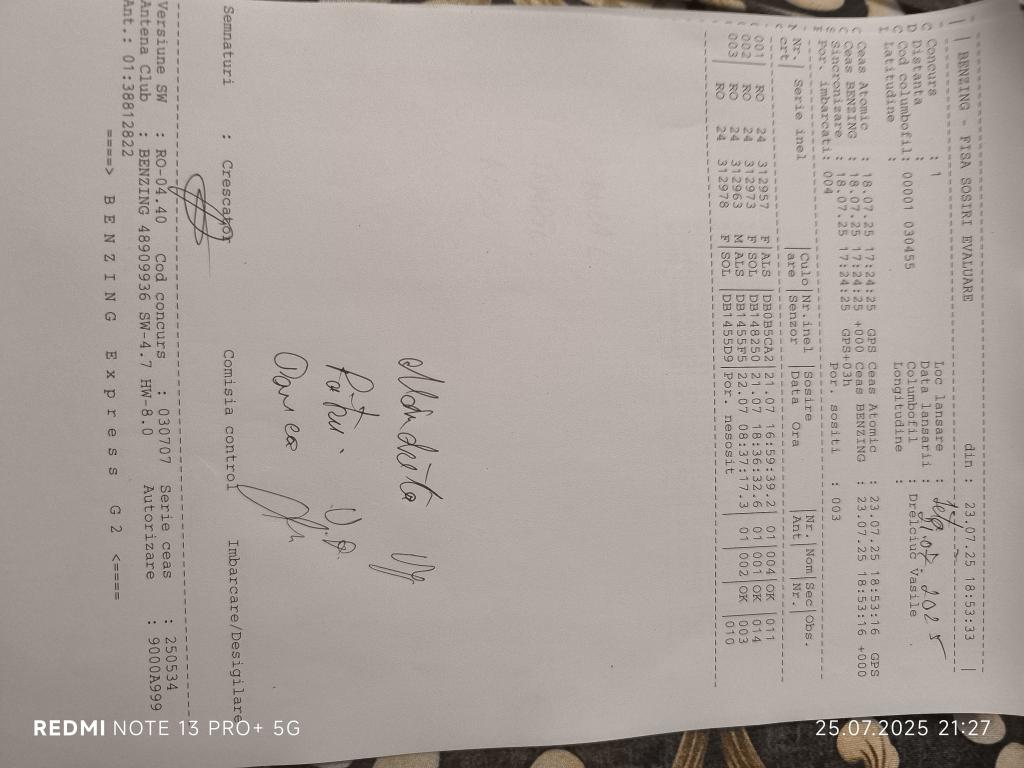 | BENZING - FISA SOSIRI EVALUARE din : 23.07.25 18:53:33 |
Concurs : 1 Loc lansare :
Distanta : Data lansarii :
Cod columbofil: 00001 030455 Columbofil : Dreiciuc Vasile
Latitudine : Longitudine :
Ceas Atomic : 18.07.25 17:24:25 GPS Ceas Atomic : 23.07.25 18:53:16 GPS
Ceas BENZING : 18.07.25 17:24:25 +000 Ceas BENZING : 23.07.25 18:53:16 +000
Sincronizare : 18.07.25 17:24:25 GPS+03h
Por. imbarcati: 004 Por. sositi : 003
Nr. Serie inel |Culo|Nr.inel |Sosire |Nr.|Nom|Sec|Obs.
crt |are |Senzor |Data Ora |Ant| Nr.|
001| RO 24 312957 F|ALS |DB0B5CA2|21.07 16:59:39.2| 01|004|OK |011
002| RO 24 312973 F|SOL |DB148250|21.07 18:36:32.6| 01|001|OK |014
003| RO 24 312963 M|ALS |DB1455F5|22.07 08:37:17.3| 01|002|OK |003
RO 24 312978 F|SOL |DB1455D9|Por. nesosit |010
Semnaturi : Crescator Comisia control Imbarcare/Desigilare
Versiune SW : RO-04.40 Cod concurs : 030707 Serie ceas : 250534
Antena Club : BENZING 48909936 SW-4.7 HW-8.0 Autorizare : 9000A999
Ant.: 01:38812822
====> B E N Z I N G E x p r e s s G 2 <====
REDMI NOTE 13 PRO+ 5G
25.07.2025 21:27